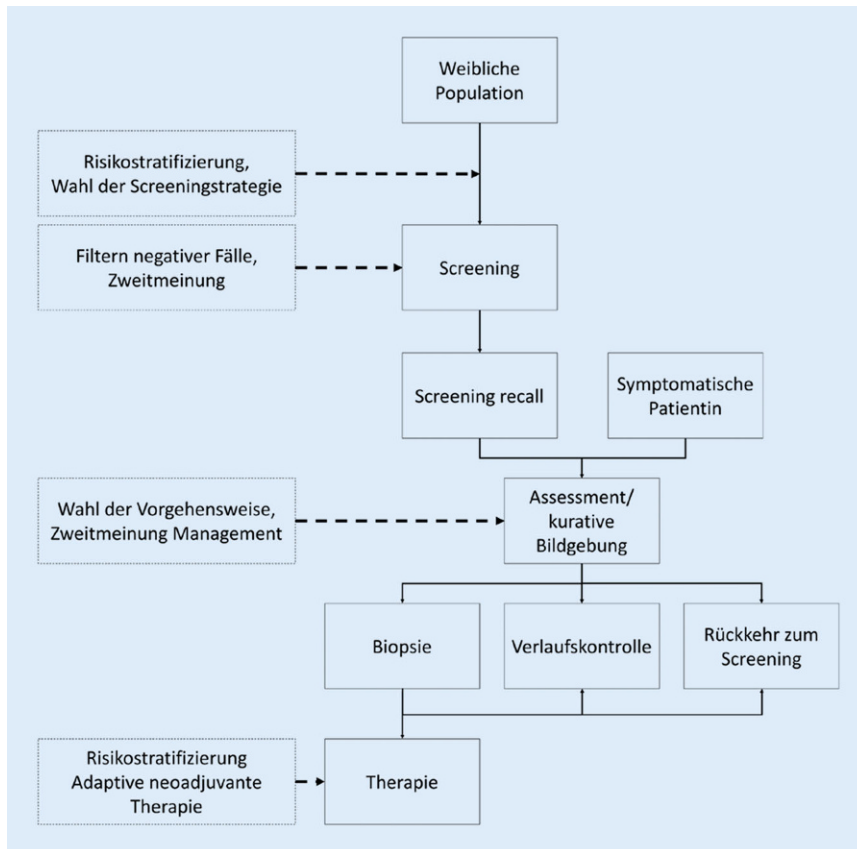 Weibliche
Population
Risikostratifizierung,
Wahl der Screeningstrategie
Filtern negativer Fälle,
Zweitmeinung
Screening
Screening recall
Symptomatische
Patientin
Wahl der Vorgehensweise,
Zweitmeinung Management
Assessment/
kurative
Bildgebung
Biopsie
Verlaufskontrolle
Rückkehr zum
Screening
Risikostratifizierung
Adaptive neoadjuvante
Therapie
Therapie